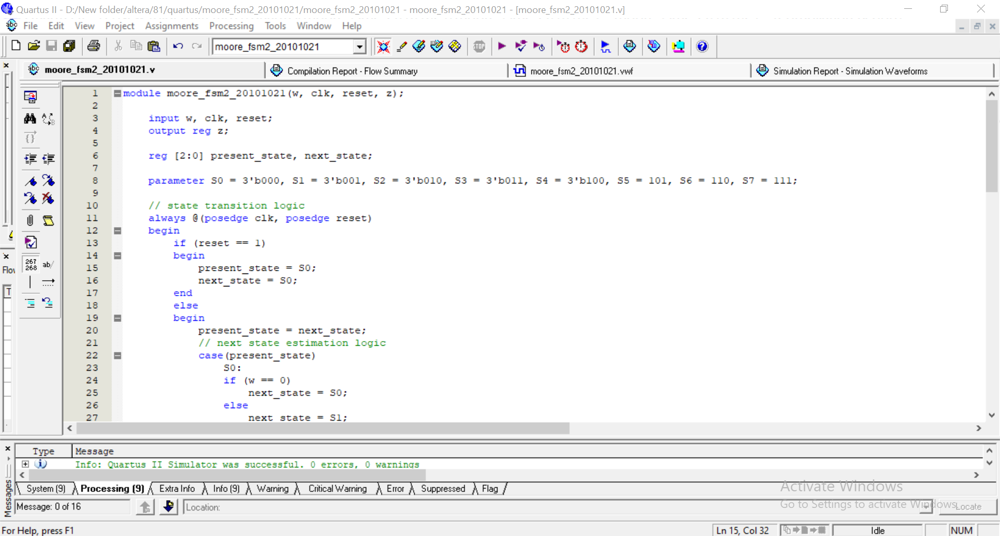 Quartus II - D:/New folder/altera/81/quartus/moore_fsm2_20101021/moore_fsm2_20101021 - moore_fsm2_20101021 - [moore_fsm2_20101021.v]
abc File Edit View Project Assignments Processing Tools Window Help
moore_fsm2_20101021 STOP
abc moore_fsm2_20101021.v Compilation Report - Flow Summary moore_fsm2_20101021.vwf Simulation Report - Simulation Waveforms
1 module moore_fsm2_20101021(w, clk, reset, z);
2
3 input w, clk, reset;
4 output reg z;
5
6 reg [2:0] present_state, next_state;
7
8 parameter S0 = 3'b000, S1 = 3'b001, S2 = 3'b010, S3 = 3'b011, S4 = 3'b100, S5 = 101, S6 = 110, S7 = 111;
9
10 // state transition logic
11 always @(posedge clk, posedge reset)
12 begin
13 if (reset == 1)
14 begin
15 present_state = S0;
16 next_state = S0;
17 end
18 else
19 begin
20 present_state = next_state;
21 // next state estimation logic
22 case(present_state)
23 S0:
24 if (w == 0)
25 next_state = S0;
26 else
27 next state = S1;
267
268 ab/
Flo
T
Type Message
Info: Quartus II Simulator was successful. 0 errors, 0 warnings
System (9) Processing (9) Extra Info Info (9) Warning Critical Warning Error Suppressed Flag
Messages
Message: 0 of 16 Location: Locate
Activate Windows
Go to Settings to activate Windows.
For Help, press F1 Ln 15, Col 32 Idle NUM